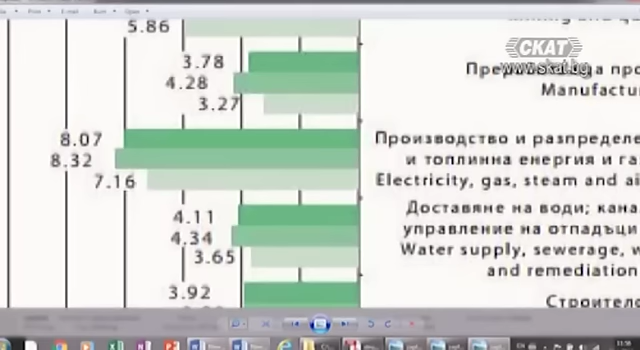 5.86
СКАТ
www.skat.bg
3.78
4.28
3.27
Manufactur
8.07
8.32
7.16
Производство и разпределе
и топлинна енергия и га
Electricity, gas, steam and ai
4.11
4.34
3.65
Доставяне на води; кана
управление на отпадъци
Water supply, sewerage, w
and remediation
3.92
Строителс